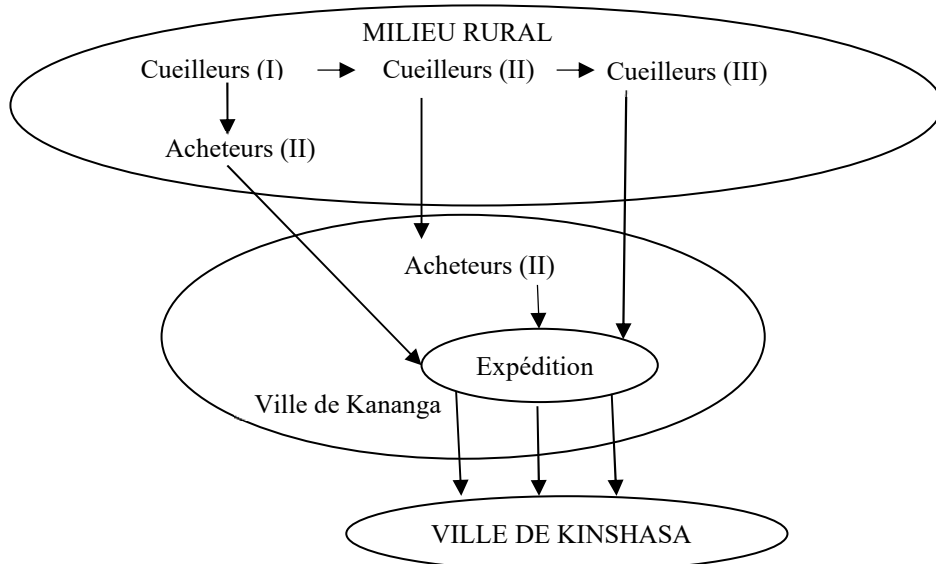 MILIEU RURAL
Cueilleurs (I) Cueilleurs (II) Cueilleurs (III)
Acheteurs (II)
Acheteurs (II)
Expédition
Ville de Kananga
VILLE DE KINSHASA